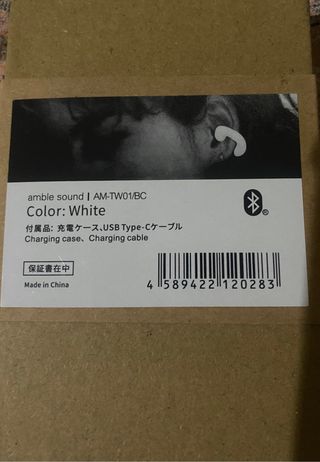 amble sound | AM-TW01/BC
Color: White
付属品: 充電ケース、USB Type-Cケーブル
Charging case、Charging cable
保証書在中
Made in China
4 589422 120283